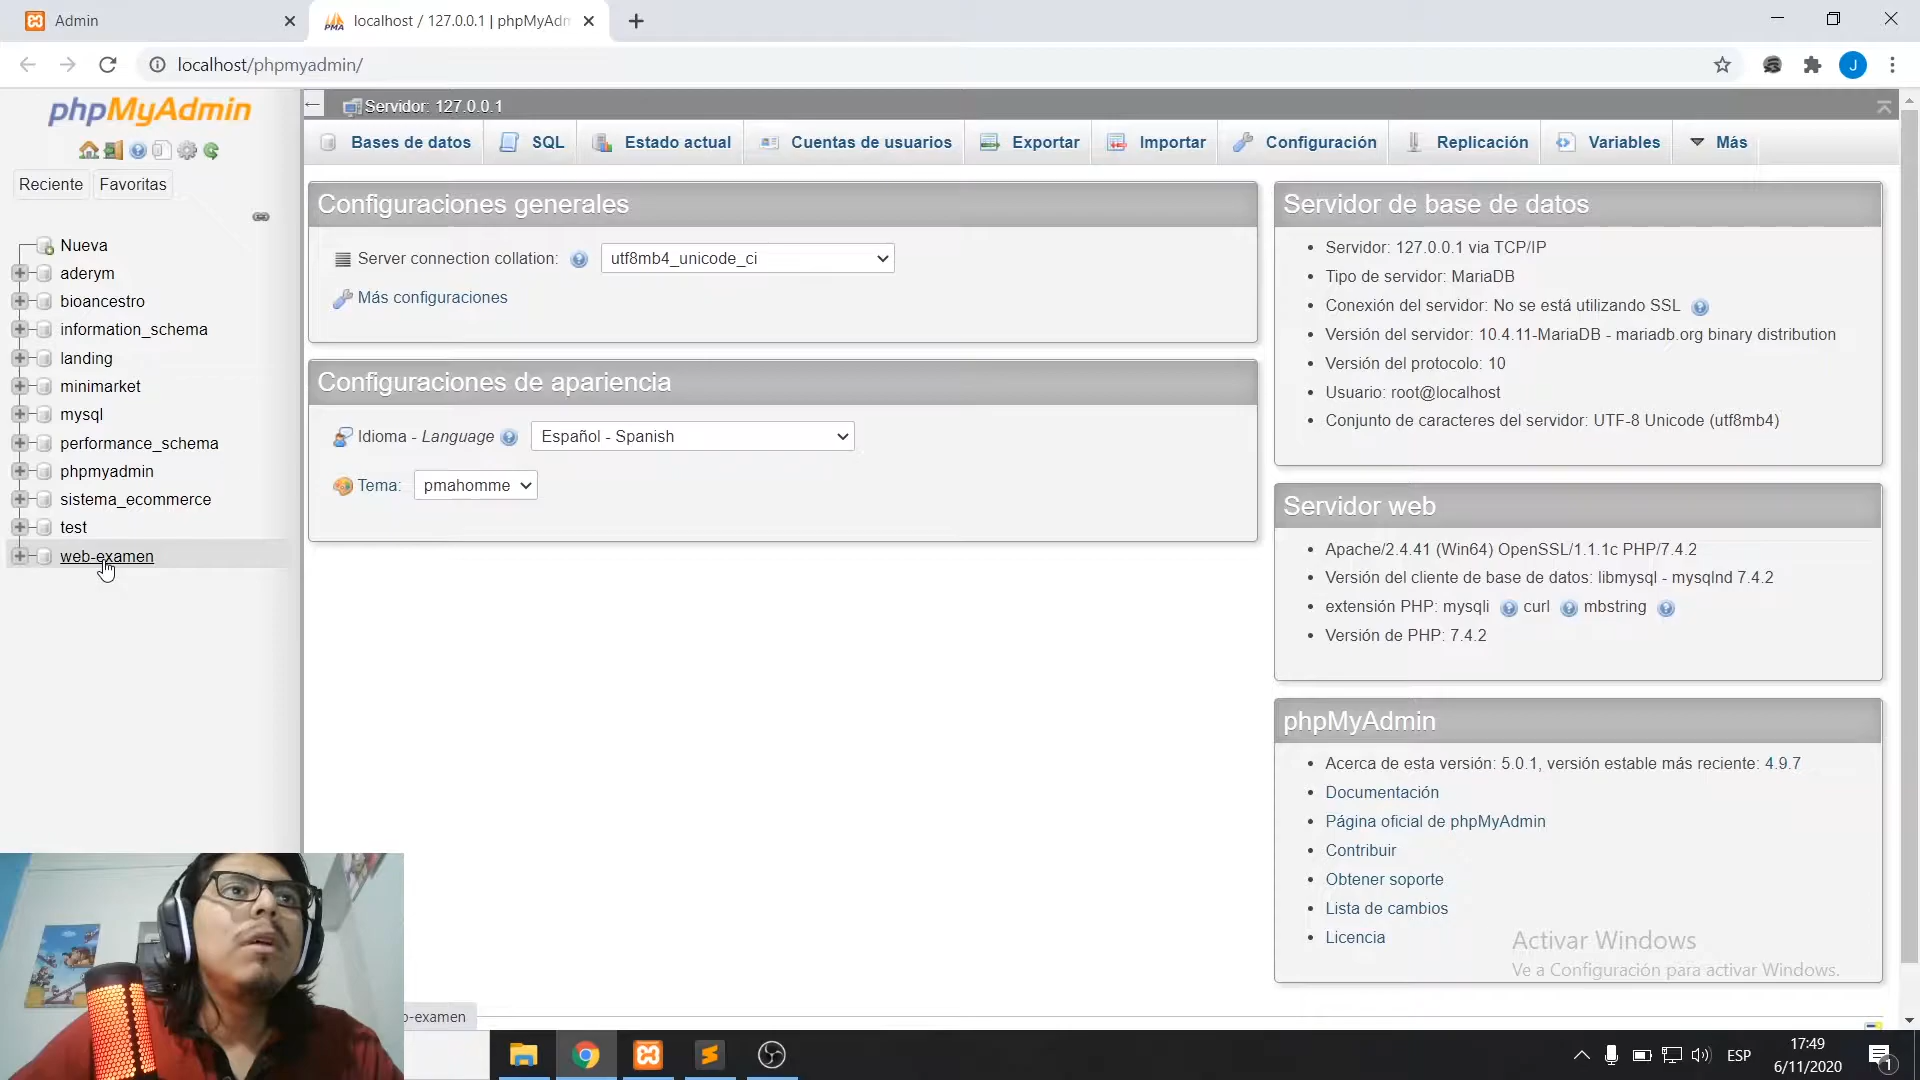 Admin
localhost / 127.0.0.1 | phpMyAdm
localhost/phpmyadmin/
J
phpMyAdmin
Reciente
Favoritas
Nueva
aderym
bioancestro
information_schema
landing
minimarket
mysql
performance_schema
phpmyadmin
sistema_ecommerce
test
web-examen
Servidor: 127.0.0.1
Bases de datos
SQL
Estado actual
Cuentas de usuarios
Exportar
Importar
Configuración
Replicación
Variables
Más
Configuraciones generales
Server connection collation:
utf8mb4_unicode_ci
Más configuraciones
Configuraciones de apariencia
Idioma - Language
Español - Spanish
Tema:
pmahomme
Servidor de base de datos
Servidor: 127.0.0.1 via TCP/IP
Tipo de servidor: MariaDB
Conexión del servidor: No se está utilizando SSL
Versión del servidor: 10.4.11-MariaDB - mariadb.org binary distribution
Versión del protocolo: 10
Usuario: root@localhost
Conjunto de caracteres del servidor: UTF-8 Unicode (utf8mb4)
Servidor web
Apache/2.4.41 (Win64) OpenSSL/1.1.1c PHP/7.4.2
Versión del cliente de base de datos: libmysql - mysqlnd 7.4.2
extensión PHP: mysqli curl mbstring
Versión de PHP: 7.4.2
phpMyAdmin
Acerca de esta versión: 5.0.1, versión estable más reciente: 4.9.7
Documentación
Página oficial de phpMyAdmin
Contribuir
Obtener soporte
Lista de cambios
Licencia
Activar Windows
Ve a Configuración para activar Windows.
b-examen
ESP
17:49
6/11/2020
1